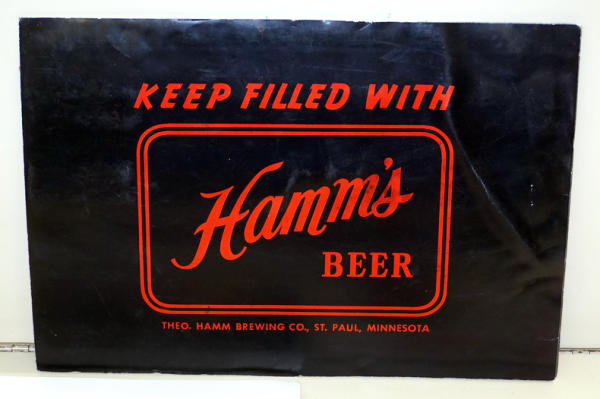 KEEP FILLED WITH
Hamm's
BEER
THEO. HAMM BREWING CO., ST. PAUL, MINNESOTA